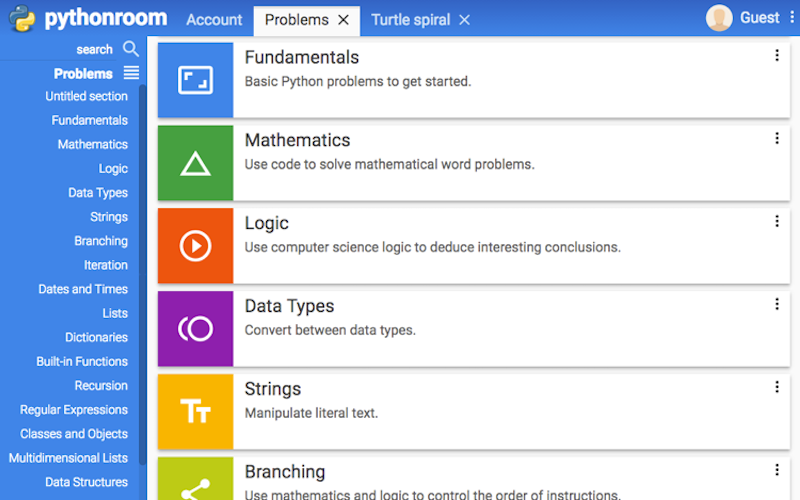 pythonroom
Account
Problems
Turtle spiral
Guest
search
Problems
Untitled section
Fundamentals
Mathematics
Logic
Data Types
Strings
Branching
Iteration
Dates and Times
Lists
Dictionaries
Built-in Functions
Recursion
Regular Expressions
Classes and Objects
Multidimensional Lists
Data Structures
Fundamentals
Basic Python problems to get started.
Mathematics
Use code to solve mathematical word problems.
Logic
Use computer science logic to deduce interesting conclusions.
Data Types
Convert between data types.
Tт
Strings
Manipulate literal text.
Branching
Use mathematics and logic to control the order of instructions.